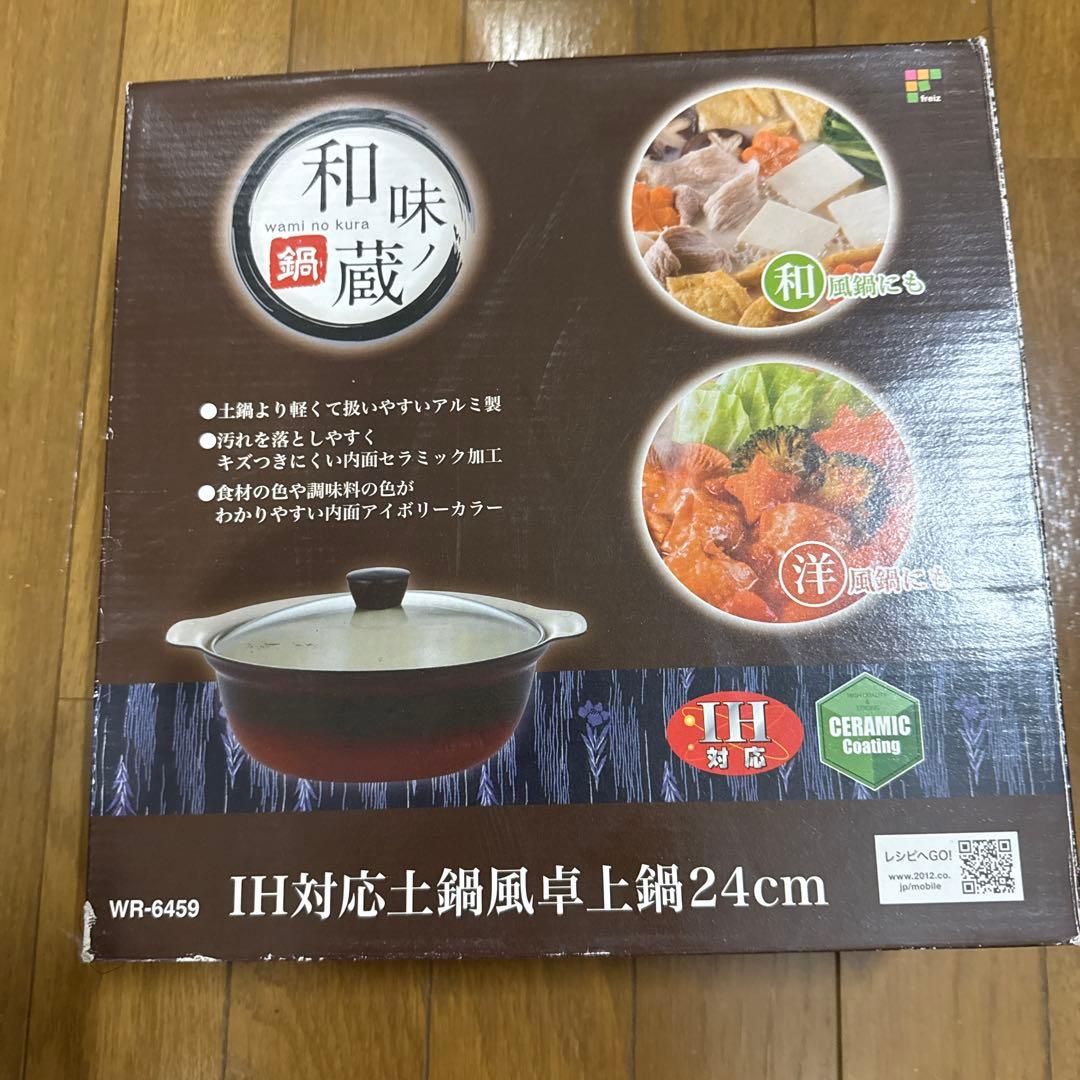 和味ノ蔵
wami no kura
鍋
freiz
和風鍋にも
●土鍋より軽くて扱いやすいアルミ製
●汚れを落としやすく
キズつきにくい内面セラミック加工
●食材の色や調味料の色が
わかりやすい内面アイボリーカラー
洋風鍋にも
IH
対応
HIGH QUALITY
CERAMIC
Coating
レシピへGO!
www.2012.co.
jp/mobile
WR-6459
IH対応土鍋風卓上鍋24cm